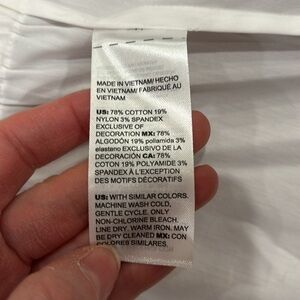 MADE IN VIETNAM/ HECHO
EN VIETNAM/ FABRIQUÉ AU
VIETNAM
US: 78% COTTON 19%
NYLON 3% SPANDEX
EXCLUSIVE OF
DECORATION MX: 78%
ALGODÓN 19% poliamida 3%
elasteno EXCLUSIVO DE LA
DECORACIÓN CA: 78%
COTON 19% POLYAMIDE 3%
SPANDEX À L'EXCEPTION
DES MOTIFS DÉCORATIFS
US: WITH SIMILAR COLORS.
MACHINE WASH COLD,
GENTLE CYCLE. ONLY
NON-CHLORINE BLEACH.
LINE DRY. WARM IRON. MAY
BE DRY CLEANED MX: CON
COLORES SIMILARES.